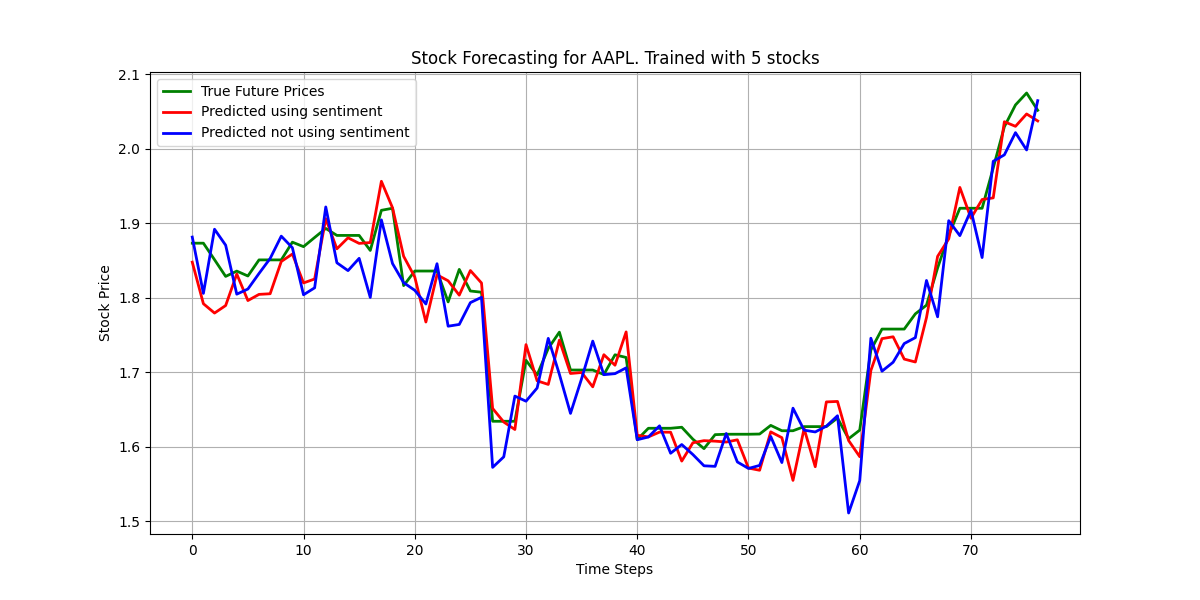 Stock Forecasting for AAPL. Trained with 5 stocks
True Future Prices
Predicted using sentiment
Predicted not using sentiment
Stock Price
2.1
2.0
1.9
1.8
1.7
1.6
1.5
0 10 20 30 40 50 60 70
Time Steps